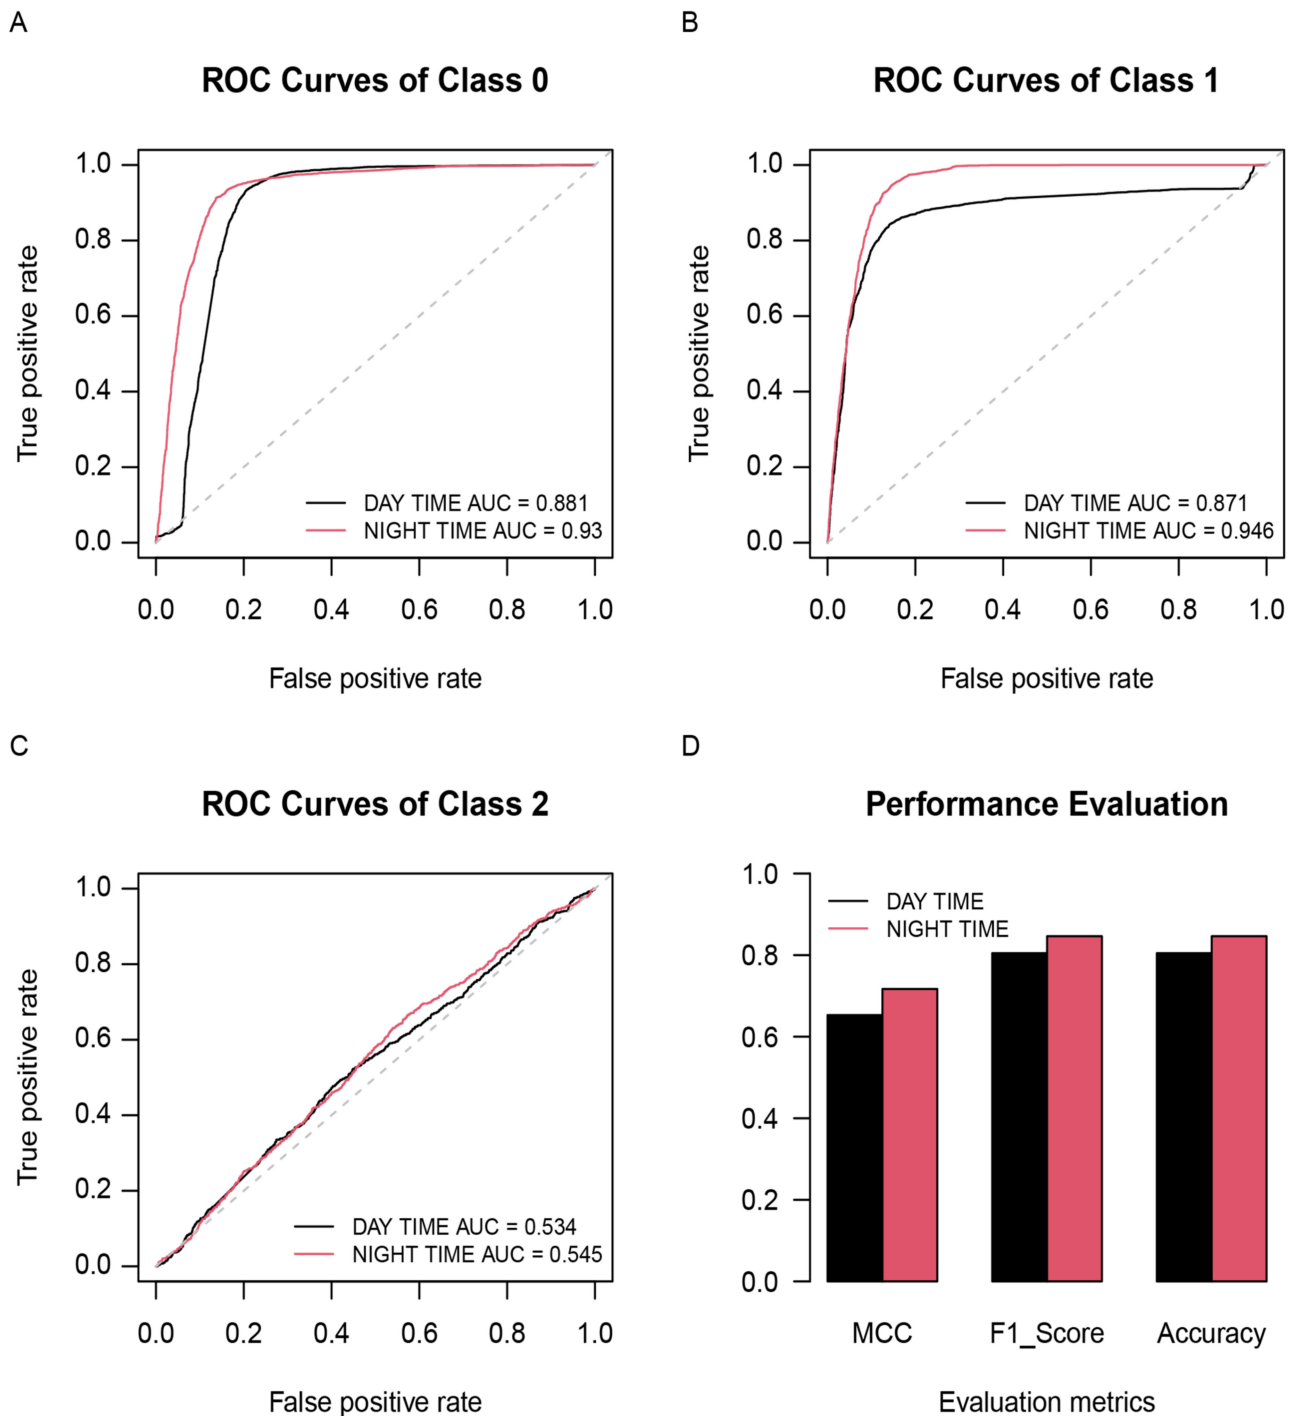 A
ROC Curves of Class 0
True positive rate
1.0
0.8
0.6
0.4
0.2
0.0
DAY TIME AUC = 0.881
NIGHT TIME AUC = 0.93
0.0 0.2 0.4 0.6 0.8 1.0
False positive rate
B
ROC Curves of Class 1
True positive rate
1.0
0.8
0.6
0.4
0.2
0.0
DAY TIME AUC = 0.871
NIGHT TIME AUC = 0.946
0.0 0.2 0.4 0.6 0.8 1.0
False positive rate
C
ROC Curves of Class 2
True positive rate
1.0
0.8
0.6
0.4
0.2
0.0
DAY TIME AUC = 0.534
NIGHT TIME AUC = 0.545
0.0 0.2 0.4 0.6 0.8 1.0
False positive rate
D
Performance Evaluation
1.0
0.8
0.6
0.4
0.2
0.0
DAY TIME
NIGHT TIME
MCC F1_Score Accuracy
Evaluation metrics